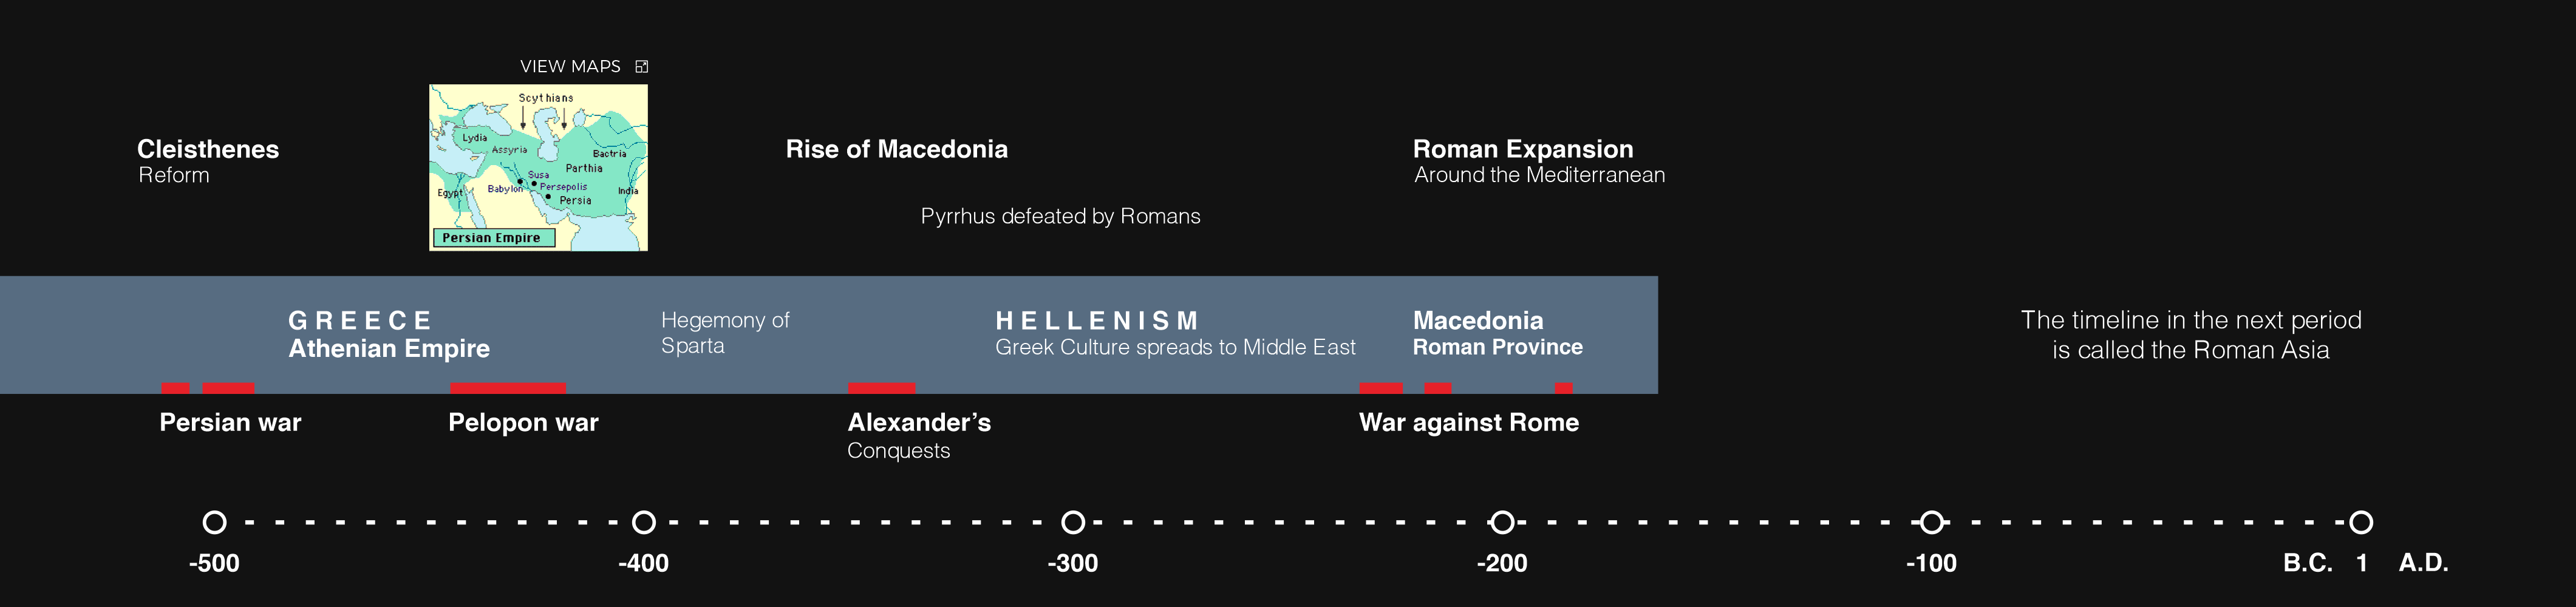 VIEW MAPS
Scythians
Lydia
Assyria
Bactria
Parthia
Susa
Babylon
Persepolis
Egypt
India
Persia
Persian Empire
Cleisthenes
Reform
Rise of Macedonia
Pyrrhus defeated by Romans
Roman Expansion
Around the Mediterranean
GREECE
Athenian Empire
Hegemony of
Sparta
HELLENISM
Greek Culture spreads to Middle East
Macedonia
Roman Province
The timeline in the next period
is called the Roman Asia
Persian war
Pelopon war
Alexander’s
Conquests
War against Rome
-500 -400 -300 -200 -100 B.C. 1 A.D.